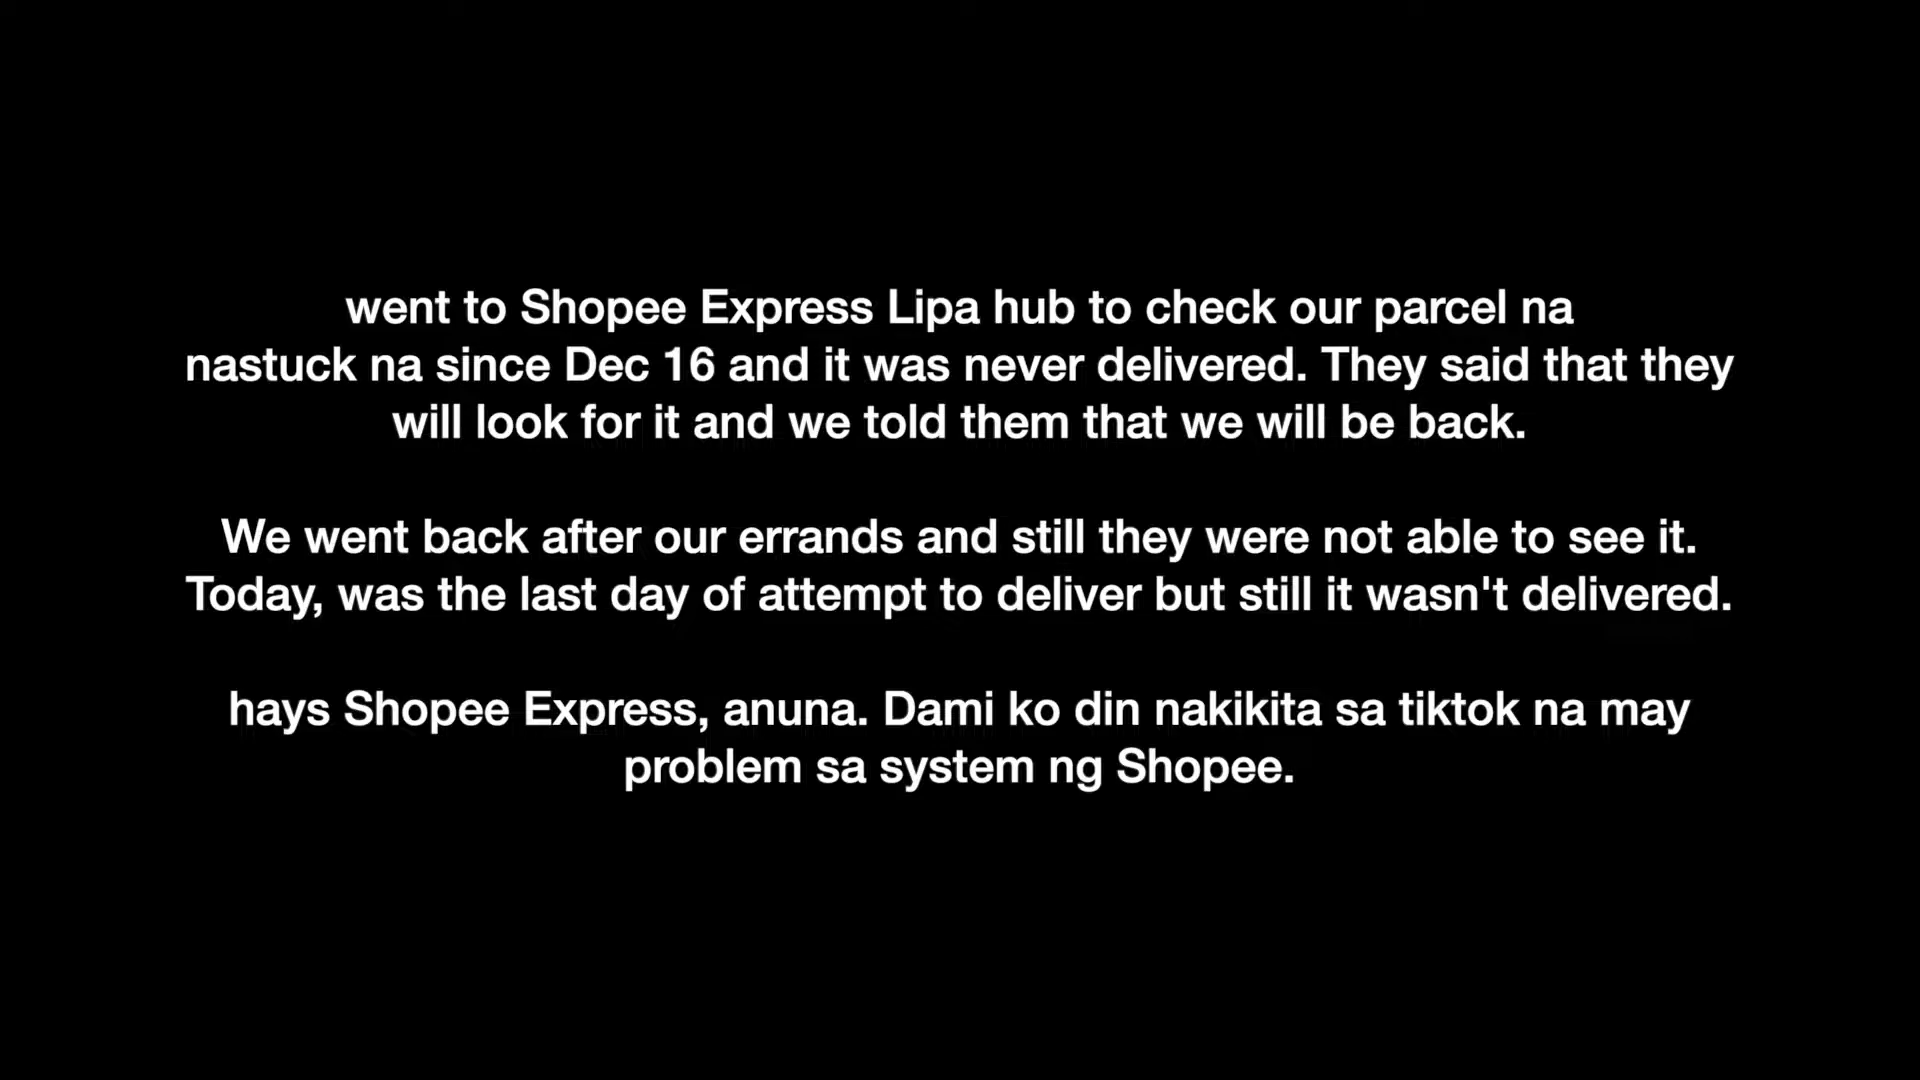 went to Shopee Express Lipa hub to check our parcel na
nastuck na since Dec 16 and it was never delivered. They said that they
will look for it and we told them that we will be back.
We went back after our errands and still they were not able to see it.
Today, was the last day of attempt to deliver but still it wasn't delivered.
hays Shopee Express, anuna. Dami ko din nakikita sa tiktok na may
problem sa system ng Shopee.